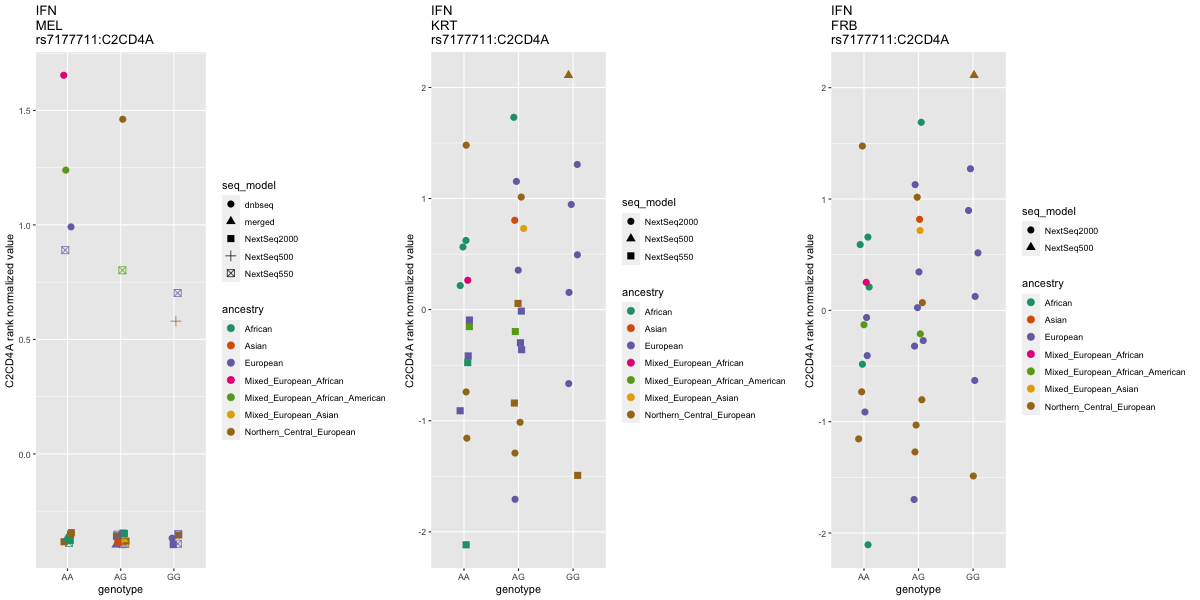 IFN
MEL
rs7177711:C2CD4A
C2CD4A rank normalized value
1.5
1.0
0.5
0.0
AA
AG
GG
genotype
seq_model
dnbseq
merged
NextSeq2000
NextSeq500
NextSeq550
ancestry
African
Asian
European
Mixed_European_African
Mixed_European_African_American
Mixed_European_Asian
Northern_Central_European
IFN
KRT
rs7177711:C2CD4A
C2CD4A rank normalized value
2
1
0
-1
-2
AA
AG
GG
genotype
seq_model
NextSeq2000
NextSeq500
NextSeq550
ancestry
African
Asian
European
Mixed_European_African
Mixed_European_African_American
Mixed_European_Asian
Northern_Central_European
IFN
FRB
rs7177711:C2CD4A
C2CD4A rank normalized value
2
1
0
-1
-2
AA
AG
GG
genotype
seq_model
NextSeq2000
NextSeq500
ancestry
African
Asian
European
Mixed_European_African
Mixed_European_African_American
Mixed_European_Asian
Northern_Central_European